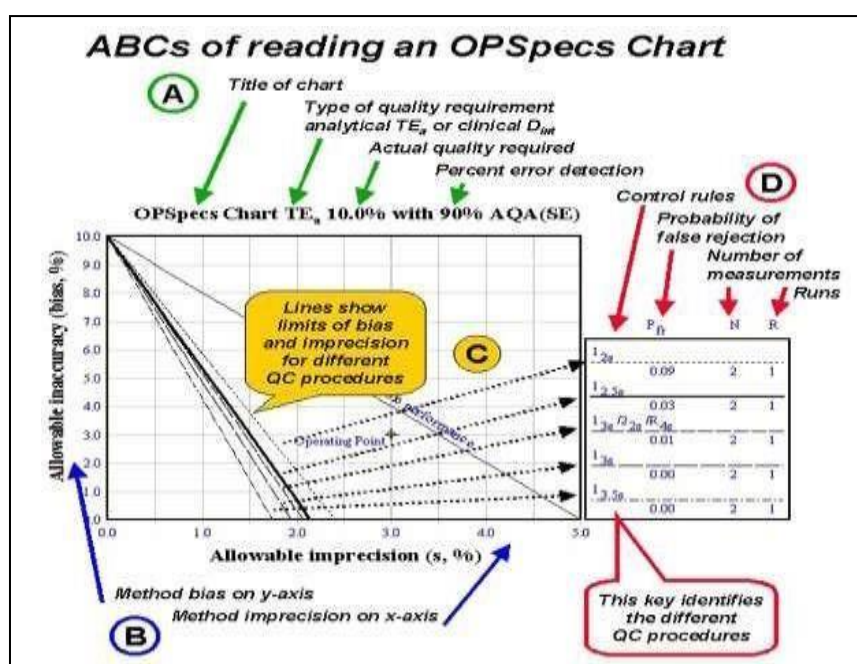 ABCs of reading an OPSpecs Chart
A
Title of chart
Type of quality requirement
analytical TEa or clinical Dint
Actual quality required
Percent error detection
OPSpecs Chart TEa 10.0% with 90% AQA(SE)
D
Control rules
Probability of
false rejection
Number of
measurements
Runs
Pfr N R
Allowable inaccuracy (bias, %)
10.0
9.0
8.0
7.0
6.0
5.0
4.0
3.0
2.0
1.0
.0
Lines show
limits of bias
and imprecision
for different
QC procedures
C
performance
Operating Point
12s
0.09 2 1
12.5s
0.03 2 1
13s/22s/R4s
0.01 2 1
13s
0.00 2 1
13.5s
0.00 2 1
0.0 1.0 2.0 3.0 4.0 5.0
Allowable imprecision (s, %)
Method bias on y-axis
Method imprecision on x-axis
B
This key identifies
the different
QC procedures